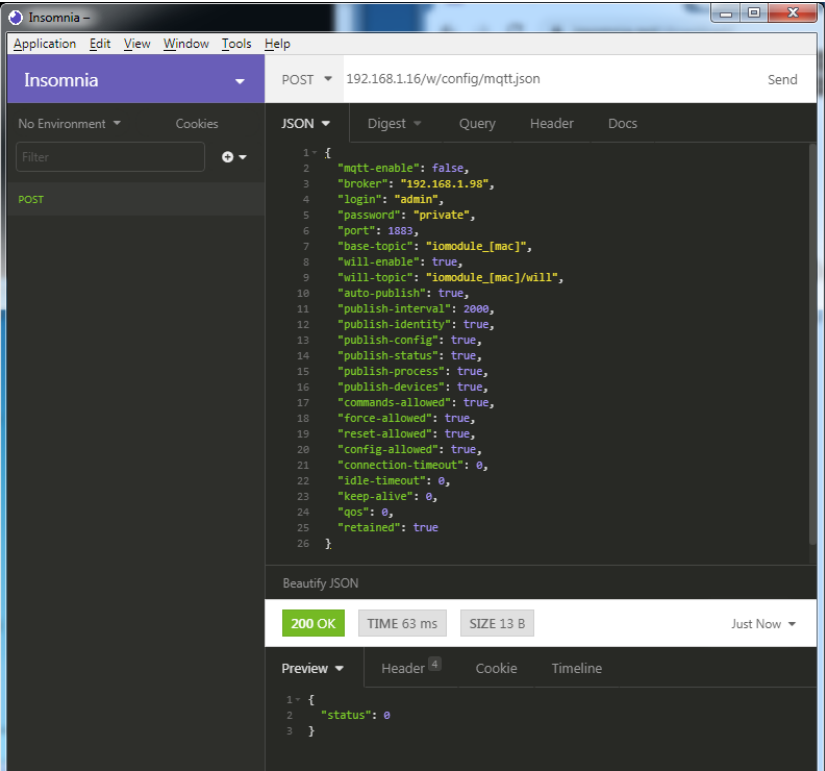 Insomnia –
Application Edit View Window Tools Help
Insomnia
POST 192.168.1.16/w/config/mqtt.json Send
No Environment Cookies
JSON Digest Query Header Docs
Filter
POST
1 {
2 "mqtt-enable": false,
3 "broker": "192.168.1.98",
4 "login": "admin",
5 "password": "private",
6 "port": 1883,
7 "base-topic": "iomodule_[mac]",
8 "will-enable": true,
9 "will-topic": "iomodule_[mac]/will",
10 "auto-publish": true,
11 "publish-interval": 2000,
12 "publish-identity": true,
13 "publish-config": true,
14 "publish-status": true,
15 "publish-process": true,
16 "publish-devices": true,
17 "commands-allowed": true,
18 "force-allowed": true,
19 "reset-allowed": true,
20 "config-allowed": true,
21 "connection-timeout": 0,
22 "idle-timeout": 0,
23 "keep-alive": 0,
24 "qos": 0,
25 "retained": true
26 }
Beautify JSON
200 OK TIME 63 ms SIZE 13 B Just Now
Preview Header 4 Cookie Timeline
1 {
2 "status": 0
3 }